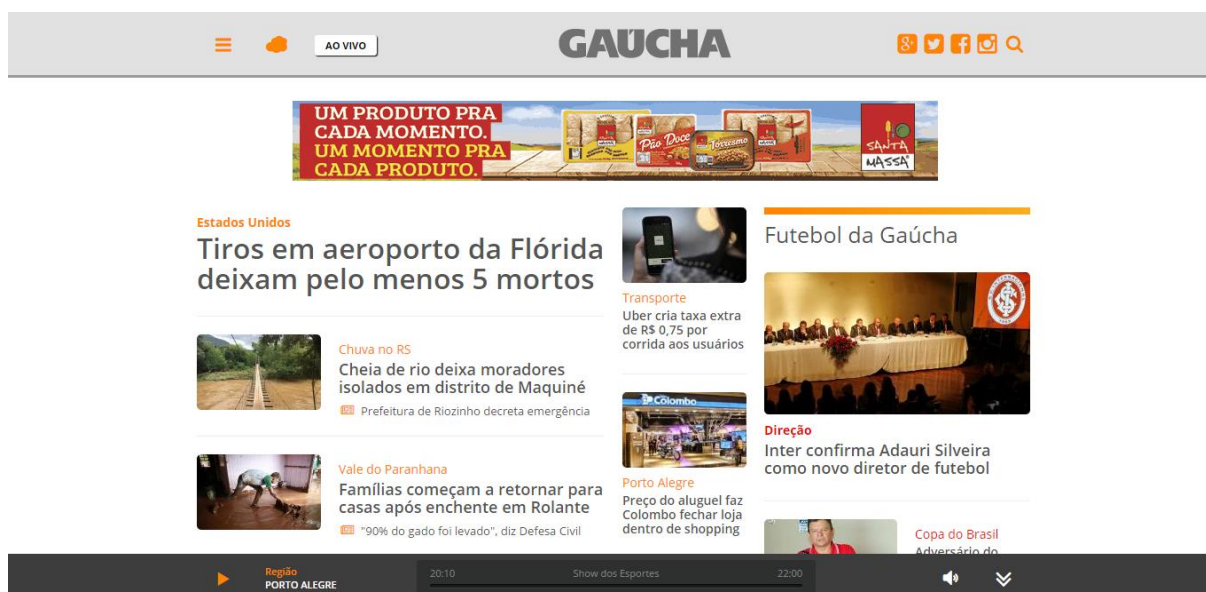 AO VIVO
GAÚCHA
UM PRODUTO PRA
CADA MOMENTO.
UM MOMENTO PRA
CADA PRODUTO.
Pão Doce
Torresmo
SANTA
MASSA
Estados Unidos
Tiros em aeroporto da Flórida
deixam pelo menos 5 mortos
Chuva no RS
Cheia de rio deixa moradores
isolados em distrito de Maquiné
Prefeitura de Riozinho decreta emergência
Vale do Paranhana
Famílias começam a retornar para
casas após enchente em Rolante
"90% do gado foi levado", diz Defesa Civil
Transporte
Uber cria taxa extra
de R$ 0,75 por
corrida aos usuários
Colombo
Porto Alegre
Preço do aluguel faz
Colombo fechar loja
dentro de shopping
Futebol da Gaúcha
Direção
Inter confirma Adauri Silveira
como novo diretor de futebol
Copa do Brasil
Adversário do
Região
PORTO ALEGRE
20:10
Show dos Esportes
22:00